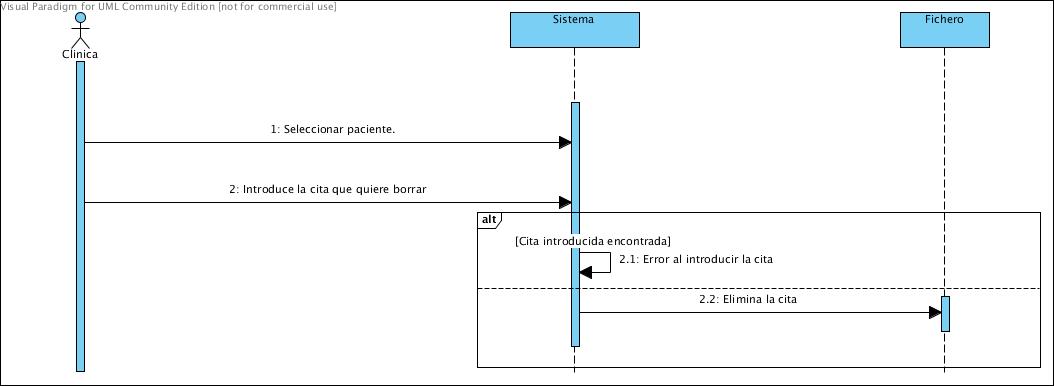 Visual Paradigm for UML Community Edition [not for commercial use]
Sistema
Fichero
Clinica
1: Seleccionar paciente.
2: Introduce la cita que quiere borrar
alt
[Cita introducida encontrada]
2.1: Error al introducir la cita
2.2: Elimina la cita